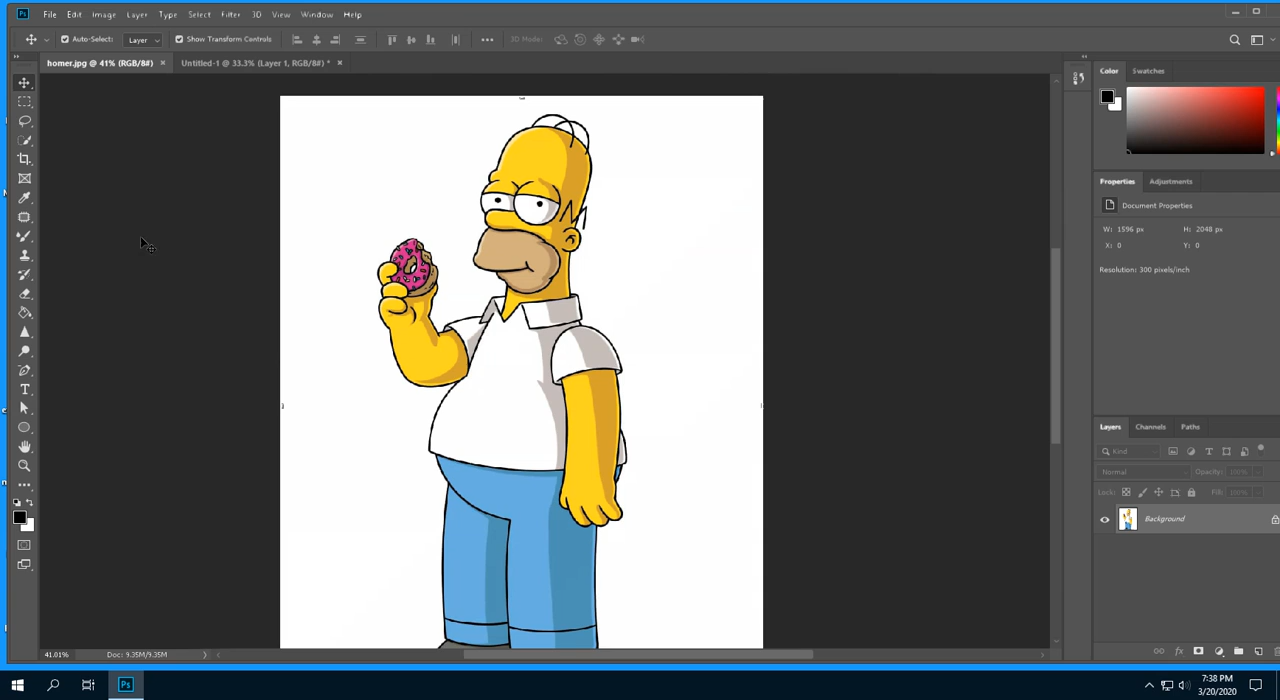 Ps File Edit Image Layer Type Select Filter 3D View Window Help
Auto-Select: Layer Show Transform Controls 3D Mode:
homer.jpg @ 41% (RGB/8#) × Untitled-1 @ 33.3% (Layer 1, RGB/8#) * ×
Color Swatches
Properties Adjustments
Document Properties
W: 1596 px H: 2048 px
X: 0 Y: 0
Resolution: 300 pixels/inch
Layers Channels Paths
Kind
Normal Opacity: 100%
Lock: Fill: 100%
Background
41.01% Doc: 9.35M/9.35M
Ps 7:38 PM
3/20/2020